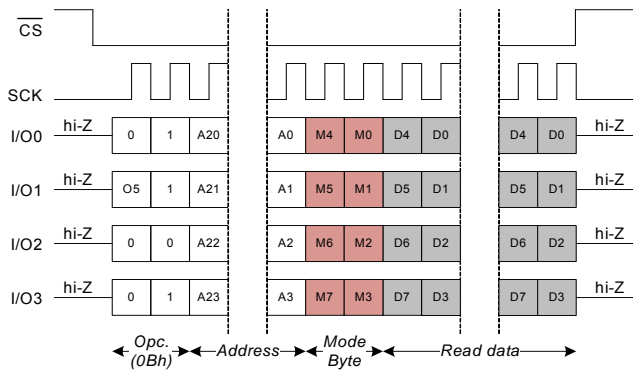 CS
SCK
I/O0 hi-Z 0 1 A20 A0 M4 M0 D4 D0 D4 D0 hi-Z
I/O1 hi-Z O5 1 A21 A1 M5 M1 D5 D1 D5 D1 hi-Z
I/O2 hi-Z 0 0 A22 A2 M6 M2 D6 D2 D6 D2 hi-Z
I/O3 hi-Z 0 1 A23 A3 M7 M3 D7 D3 D7 D3 hi-Z
Opc. (0Bh) Address Mode Byte Read data